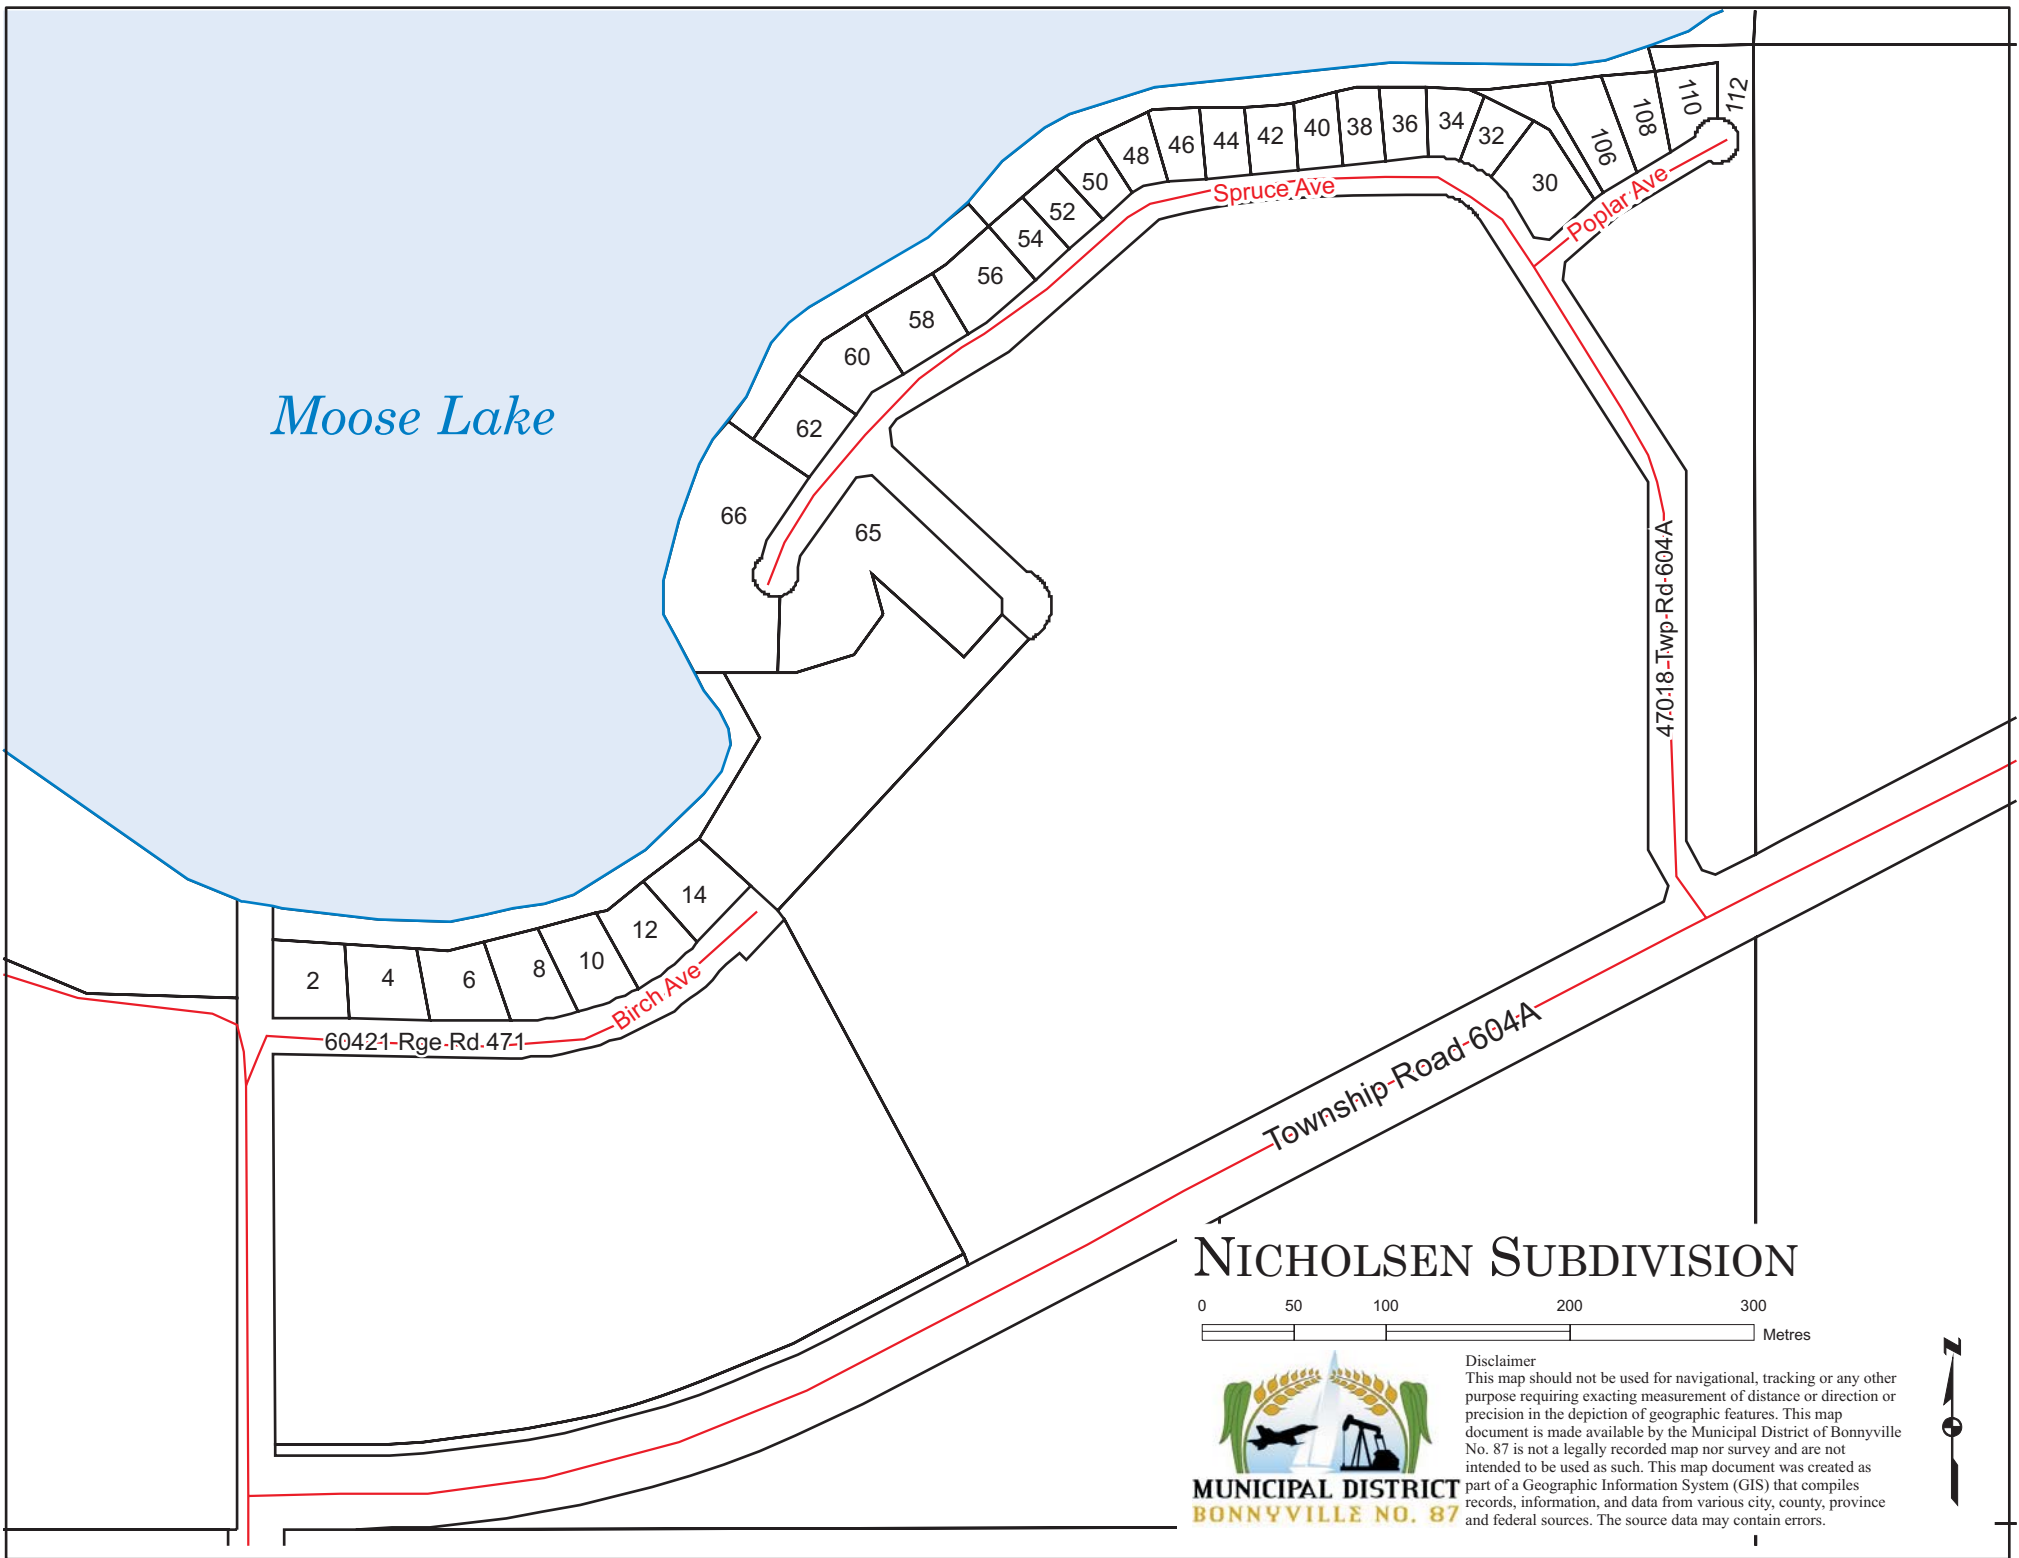 112
110
108
106
34
36
38
40
42
44
46
48
32
30
50
52
54
56
58
60
62
66
65
Spruce Ave
Poplar Ave
Moose Lake
47018 Twp Rd 604A
14
12
10
8
6
4
2
Birch Ave
60421 Rge Rd 471
Township Road 604A
NICHOLSEN SUBDIVISION
0 50 100 200 300
Metres
N
MUNICIPAL DISTRICT
BONNYVILLE NO. 87
Disclaimer
This map should not be used for navigational, tracking or any other
purpose requiring exacting measurement of distance or direction or
precision in the depiction of geographic features. This map
document is made available by the Municipal District of Bonnyville
No. 87 is not a legally recorded map nor survey and are not
intended to be used as such. This map document was created as
part of a Geographic Information System (GIS) that compiles
records, information, and data from various city, county, province
and federal sources. The source data may contain errors.